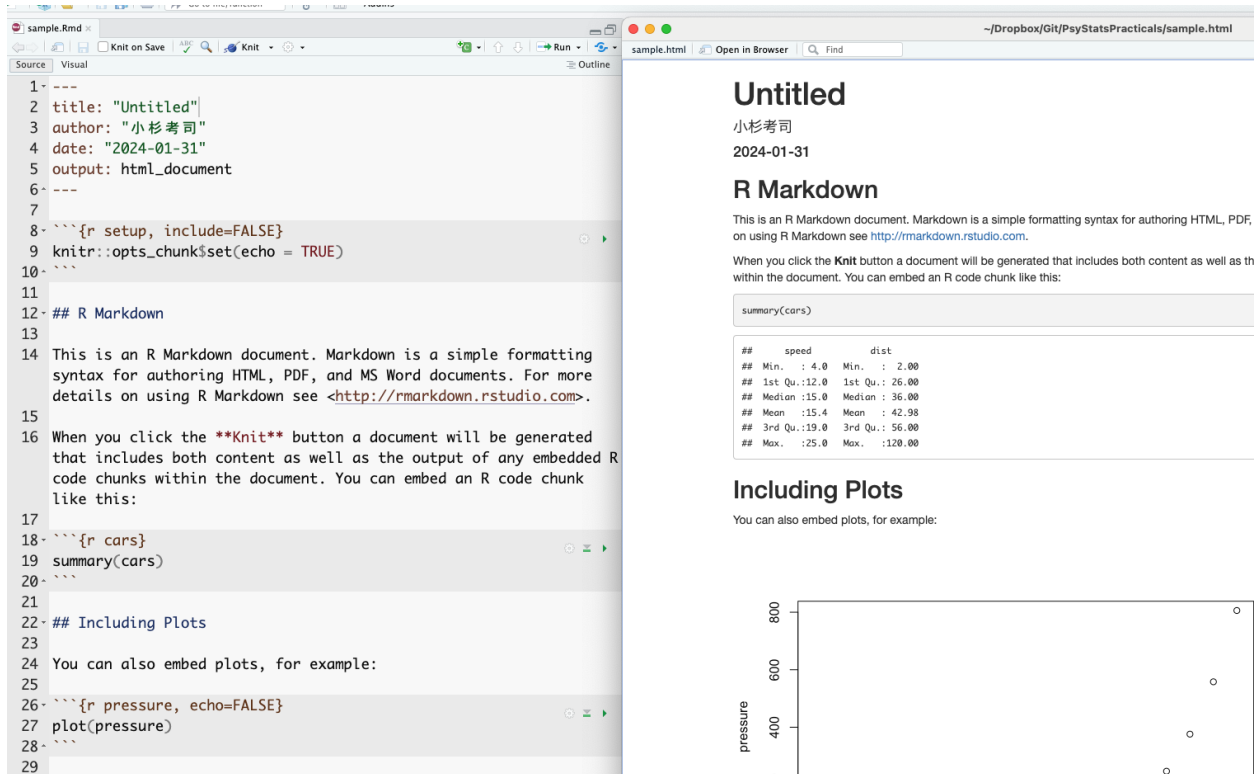 Go to file/function
Addins
sample.Rmd
Knit on Save
ABC
Knit
Run
Source Visual
Outline
1 ---
2 title: "Untitled"
3 author: "小杉考司"
4 date: "2024-01-31"
5 output: html_document
6 ---
7
8 ```{r setup, include=FALSE}
9 knitr::opts_chunk$set(echo = TRUE)
10 ```
11
12 ## R Markdown
13
14 This is an R Markdown document. Markdown is a simple formatting
syntax for authoring HTML, PDF, and MS Word documents. For more
details on using R Markdown see <http://rmarkdown.rstudio.com>.
15
16 When you click the **Knit** button a document will be generated
that includes both content as well as the output of any embedded R
code chunks within the document. You can embed an R code chunk
like this:
17
18 ```{r cars}
19 summary(cars)
20 ```
21
22 ## Including Plots
23
24 You can also embed plots, for example:
25
26 ```{r pressure, echo=FALSE}
27 plot(pressure)
28 ```
29
~/Dropbox/Git/PsyStatsPracticals/sample.html
sample.html Open in Browser Find
Untitled
小杉考司
2024-01-31
R Markdown
This is an R Markdown document. Markdown is a simple formatting syntax for authoring HTML, PDF,
on using R Markdown see http://rmarkdown.rstudio.com.
When you click the Knit button a document will be generated that includes both content as well as th
within the document. You can embed an R code chunk like this:
summary(cars)
## speed dist
## Min. : 4.0 Min. : 2.00
## 1st Qu.:12.0 1st Qu.: 26.00
## Median :15.0 Median : 36.00
## Mean :15.4 Mean : 42.98
## 3rd Qu.:19.0 3rd Qu.: 56.00
## Max. :25.0 Max. :120.00
Including Plots
You can also embed plots, for example:
800
600
400
pressure